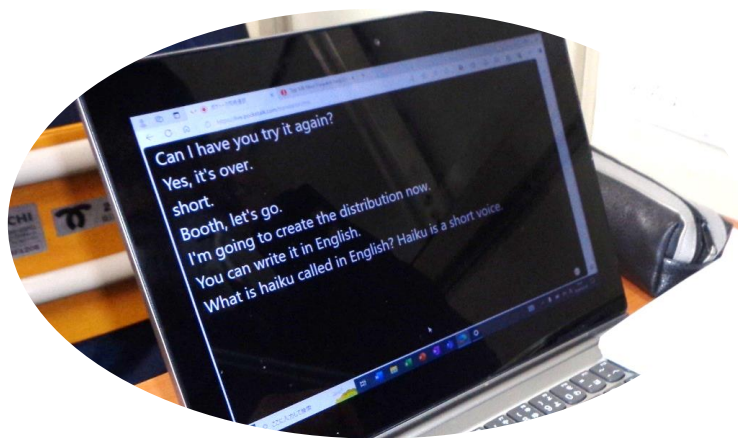 Can I have you try it again?
Yes, it's over.
short.
Booth, let's go.
I'm going to create the distribution now.
You can write it in English.
What is haiku called in English? Haiku is a short voice.